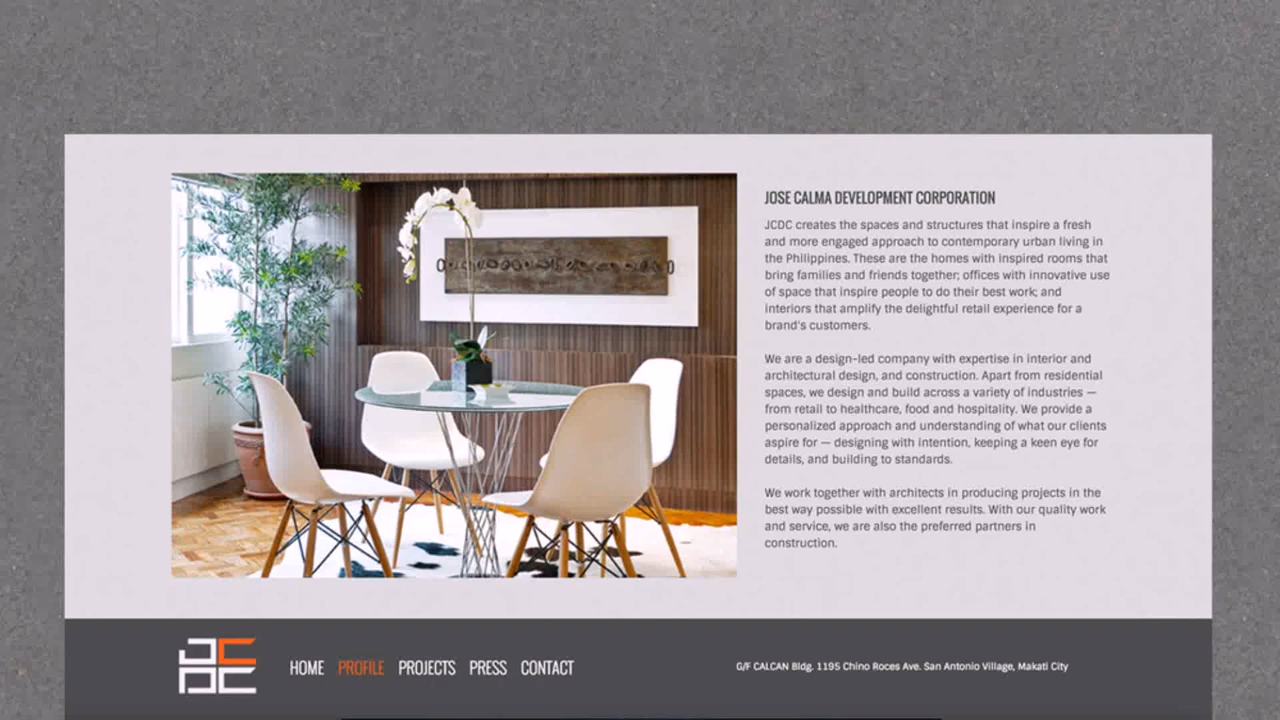 JOSE CALMA DEVELOPMENT CORPORATION
JCDC creates the spaces and structures that inspire a fresh
and more engaged approach to contemporary urban living in
the Philippines. These are the homes with inspired rooms that
bring families and friends together; offices with innovative use
of space that inspire people to do their best work; and
interiors that amplify the delightful retail experience for a
brand's customers.
We are a design-led company with expertise in interior and
architectural design, and construction. Apart from residential
spaces, we design and build across a variety of industries —
from retail to healthcare, food and hospitality. We provide a
personalized approach and understanding of what our clients
aspire for — designing with intention, keeping a keen eye for
details, and building to standards.
We work together with architects in producing projects in the
best way possible with excellent results. With our quality work
and service, we are also the preferred partners in
construction.
JC
DC
HOME PROFILE PROJECTS PRESS CONTACT
G/F CALCAN Bldg. 1195 Chino Roces Ave. San Antonio Village, Makati City